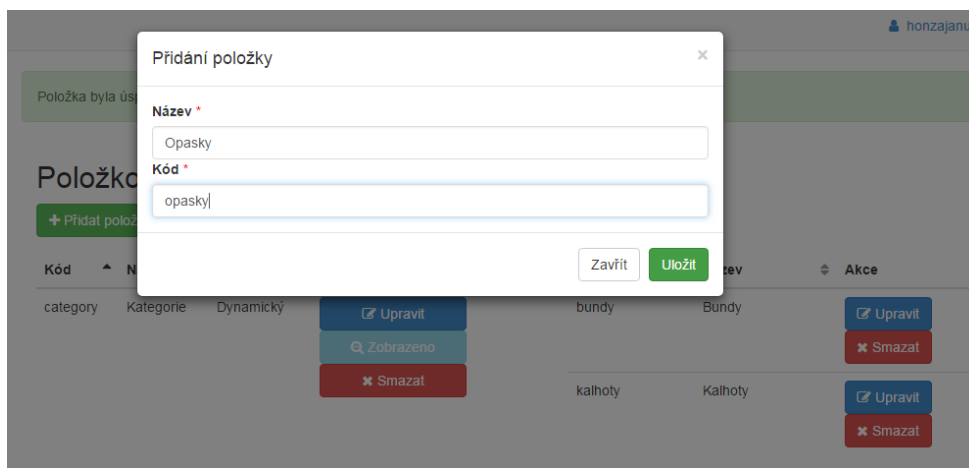 honzajanu
Přidání položky ×
Položka byla ús
Název *
Opasky
Kód *
opasky
Položko
Přidat polož
Zavřít Uložit
Kód N zev Akce
category Kategorie Dynamický Upravit bundy Bundy Upravit
Zobrazeno Smazat
Smazat kalhoty Kalhoty Upravit
Smazat